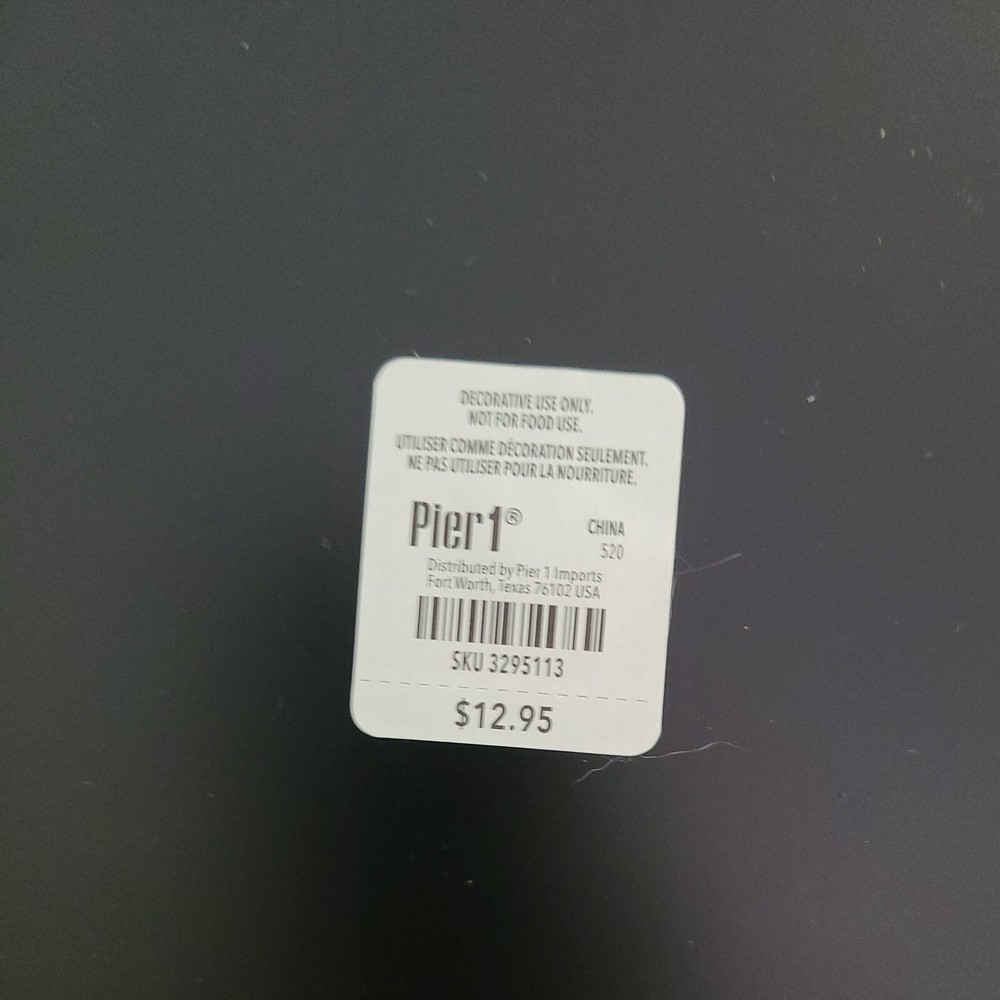 DECORATIVE USE ONLY.
NOT FOR FOOD USE.
UTILISER COMME DÉCORATION SEULEMENT.
NE PAS UTILISER POUR LA NOURRITURE.
Pier1® CHINA
520
Distributed by Pier 1 Imports
Fort Worth, Texas 76102 USA
SKU 3295113
$12.95